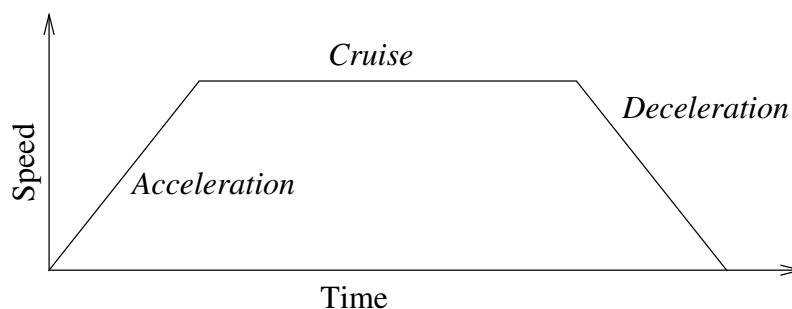 Cruise
Deceleration
Speed
Acceleration
Time